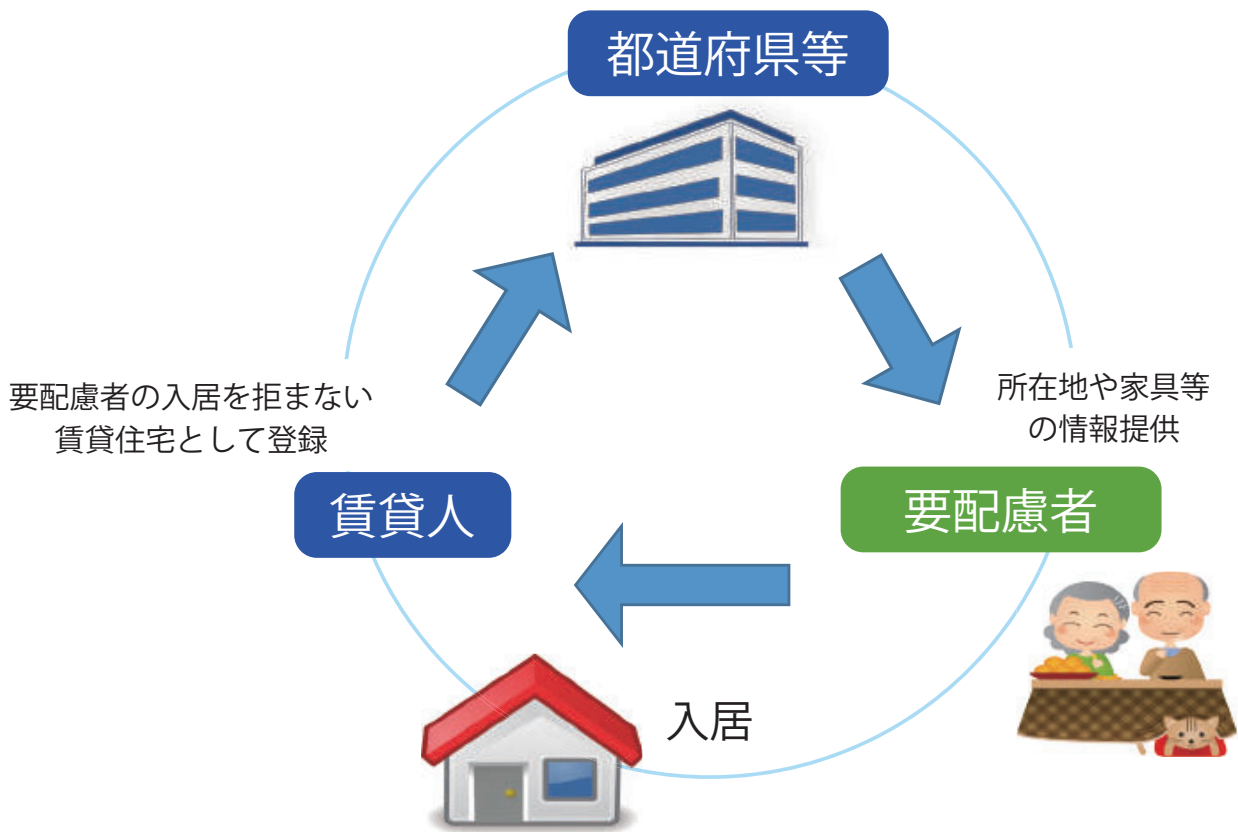 都道府県等
要配慮者の入居を拒まない
賃貸住宅として登録
所在地や家具等
の情報提供
賃貸人
要配慮者
入居